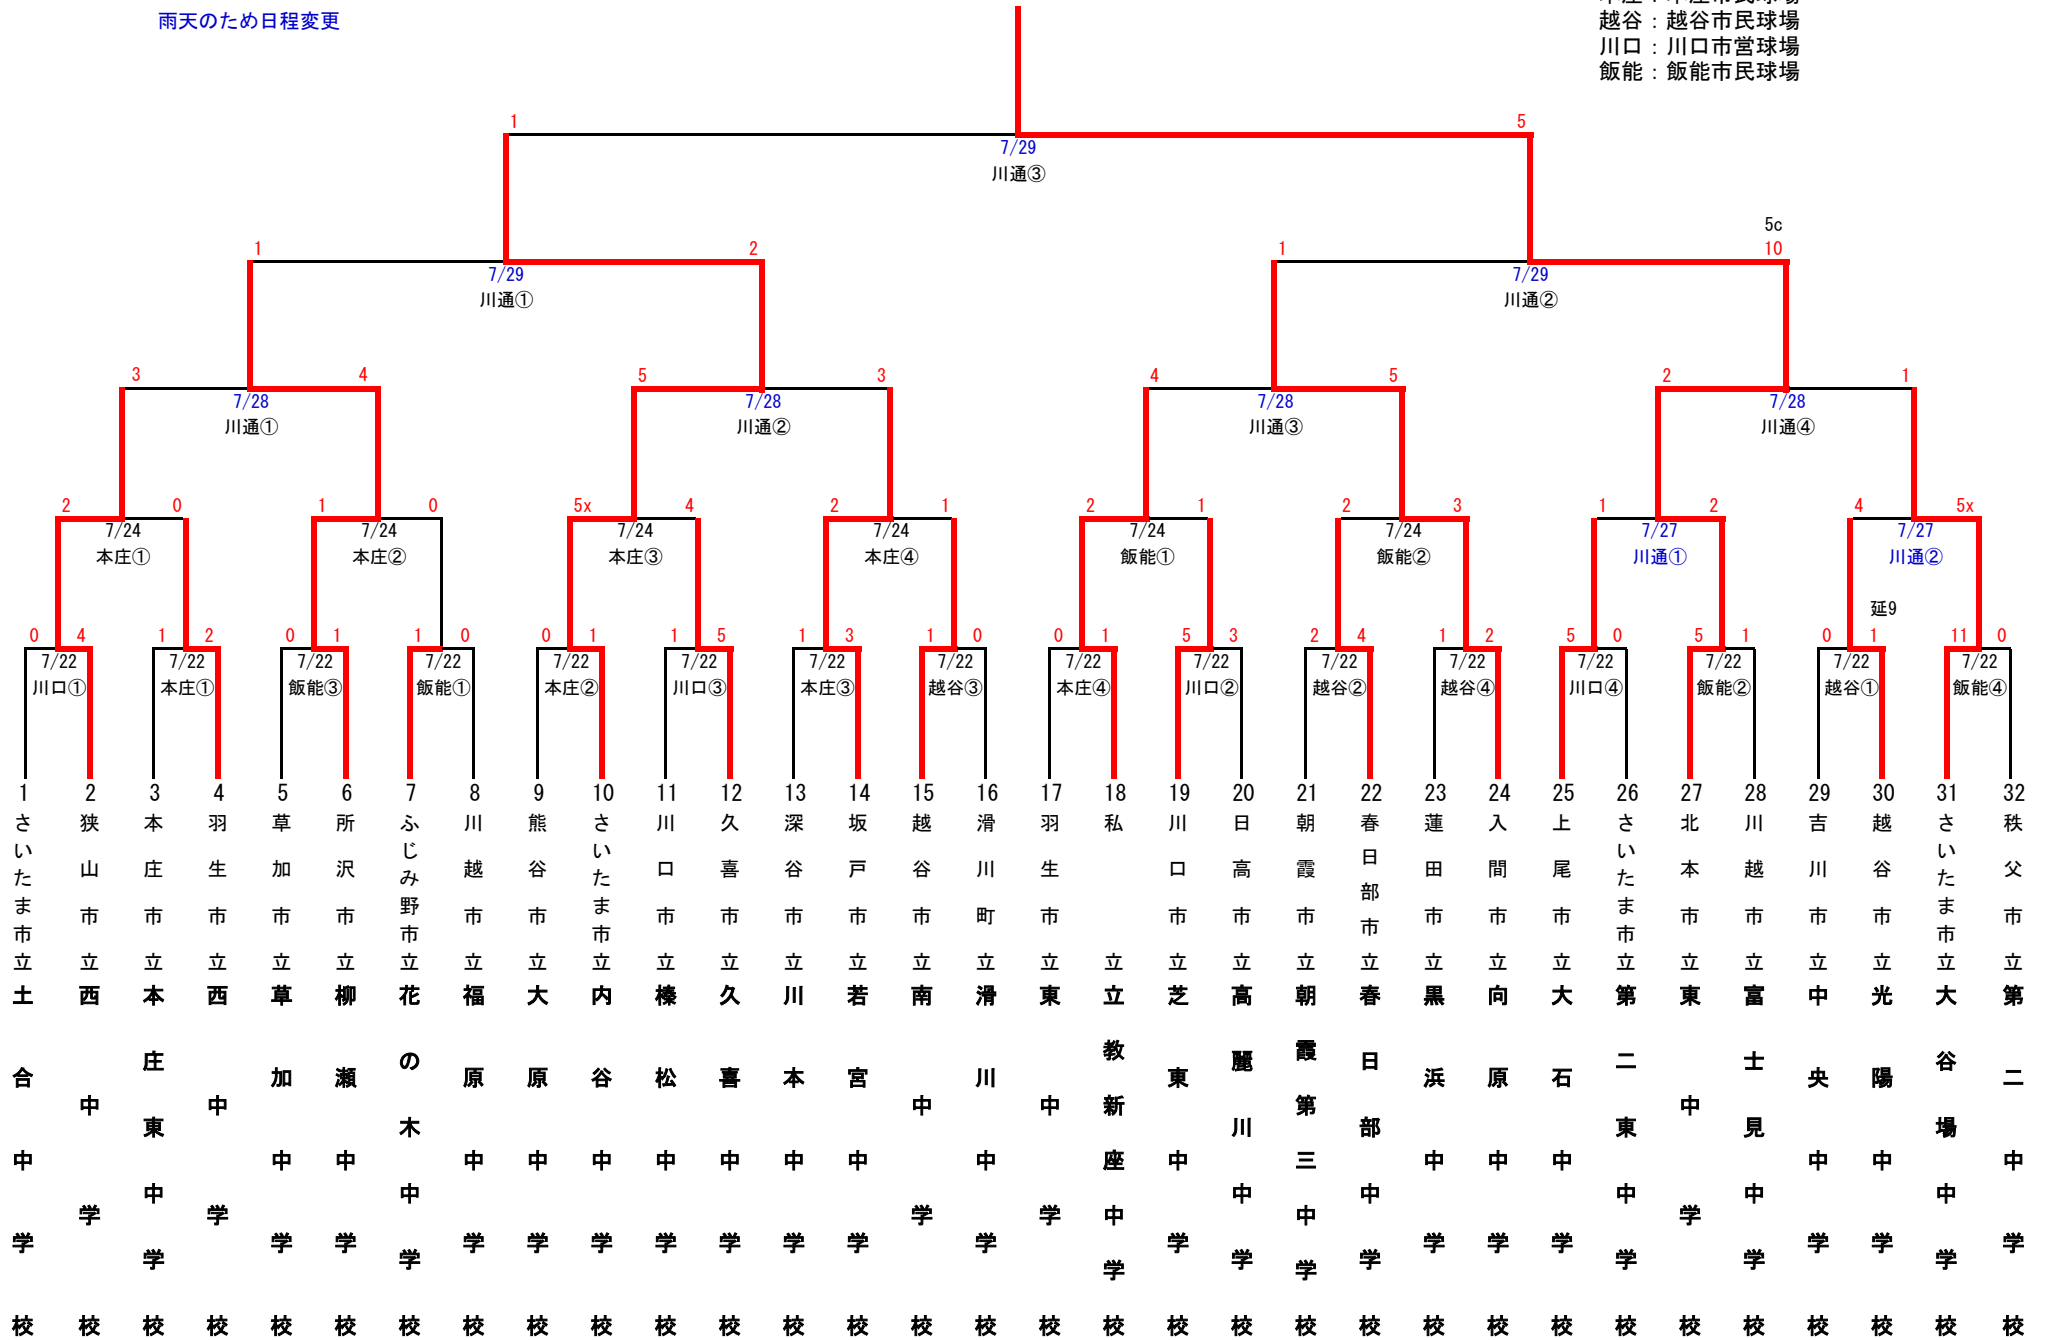 雨天のため日程変更
本庄：本庄市民球場
越谷：越谷市民球場
川口：川口市営球場
飯能：飯能市民球場
1 5
7/29
川通③
5c
1 2 1 10
7/29 7/29
川通① 川通②
3 4 5 3 4 5 2 1
7/28 7/28 7/28 7/28
川通① 川通② 川通③ 川通④
2 0 1 0 5x 4 2 1 2 1 2 3 1 2 4 5x
7/24 7/24 7/24 7/24 7/24 7/24 7/27 7/27
本庄① 本庄② 本庄③ 本庄④ 飯能① 飯能② 川通① 川通②
延9
0 4 1 2 0 1 1 0 0 1 1 5 1 3 1 0 0 1 5 3 2 4 1 2 5 0 5 1 0 1 11 0
7/22 7/22 7/22 7/22 7/22 7/22 7/22 7/22 7/22 7/22 7/22 7/22 7/22 7/22 7/22 7/22
川口① 本庄① 飯能③ 飯能① 本庄② 川口③ 本庄③ 越谷③ 本庄④ 川口② 越谷② 越谷④ 川口④ 飯能② 越谷① 飯能④
1 さいたま市立土合中学校
2 狭山市立西中学校
3 本庄市立本庄東中学校
4 羽生市立西中学校
5 草加市立草加中学校
6 所沢市立柳瀬中学校
7 ふじみ野市立花の木中学校
8 川越市立福原中学校
9 熊谷市立大原中学校
10 さいたま市立内谷中学校
11 川口市立榛松中学校
12 久喜市立久喜中学校
13 深谷市立川本中学校
14 坂戸市立若宮中学校
15 越谷市立南中学校
16 滑川町立滑川中学校
17 羽生市立東中学校
18 私立立教新座中学校
19 川口市立芝東中学校
20 日高市立高麗川中学校
21 朝霞市立朝霞第三中学校
22 春日部市立春日部中学校
23 蓮田市立黒浜中学校
24 入間市立向原中学校
25 上尾市立大石中学校
26 さいたま市立第二東中学校
27 北本市立東中学校
28 川越市立富士見中学校
29 吉川市立中央中学校
30 越谷市立光陽中学校
31 さいたま市立大谷場中学校
32 秩父市立第二中学校